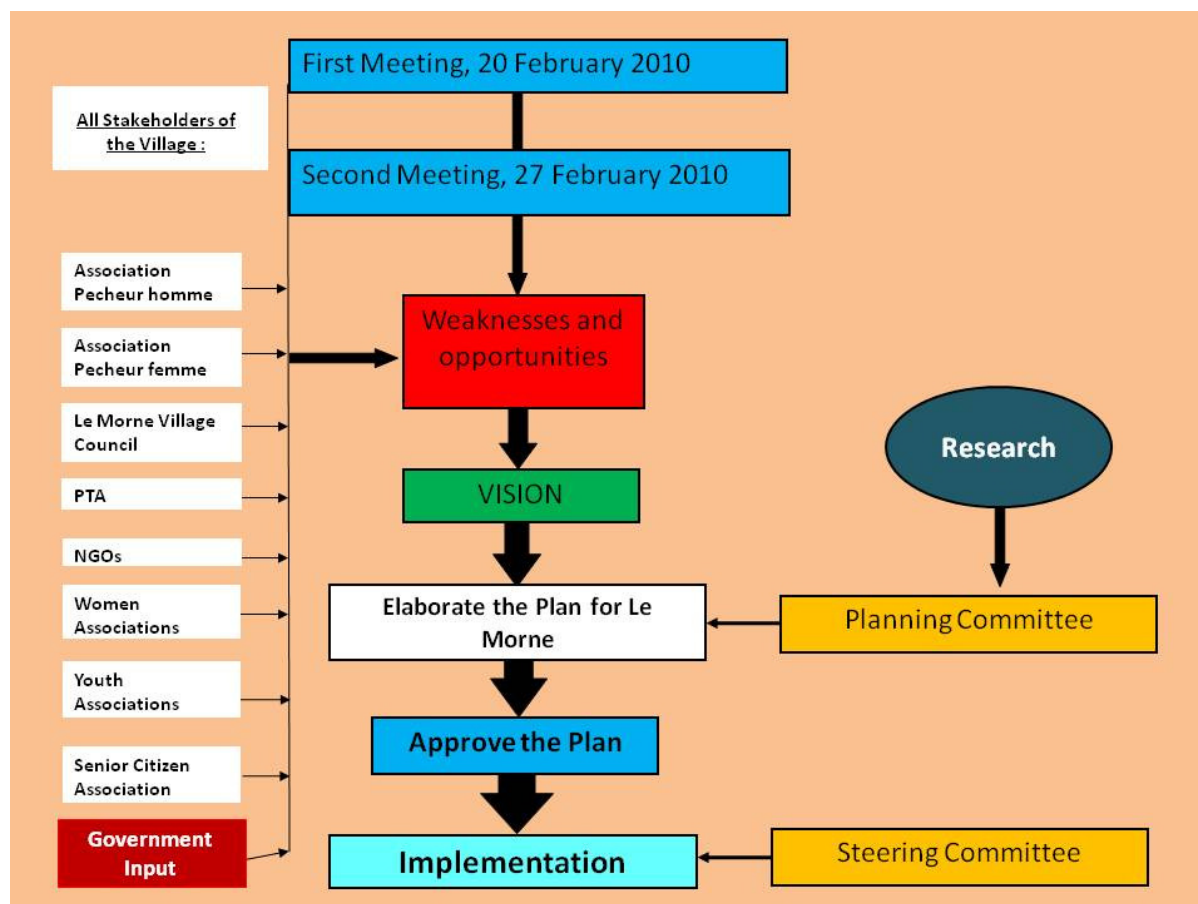 First Meeting, 20 February 2010
All Stakeholders of
the Village :
Second Meeting, 27 February 2010
Association
Pecheur homme
Association
Pecheur femme
Le Morne Village
Council
PTA
NGOs
Women
Associations
Youth
Associations
Senior Citizen
Association
Government
Input
Weaknesses and
opportunities
VISION
Elaborate the Plan for Le
Morne
Approve the Plan
Implementation
Research
Planning Committee
Steering Committee